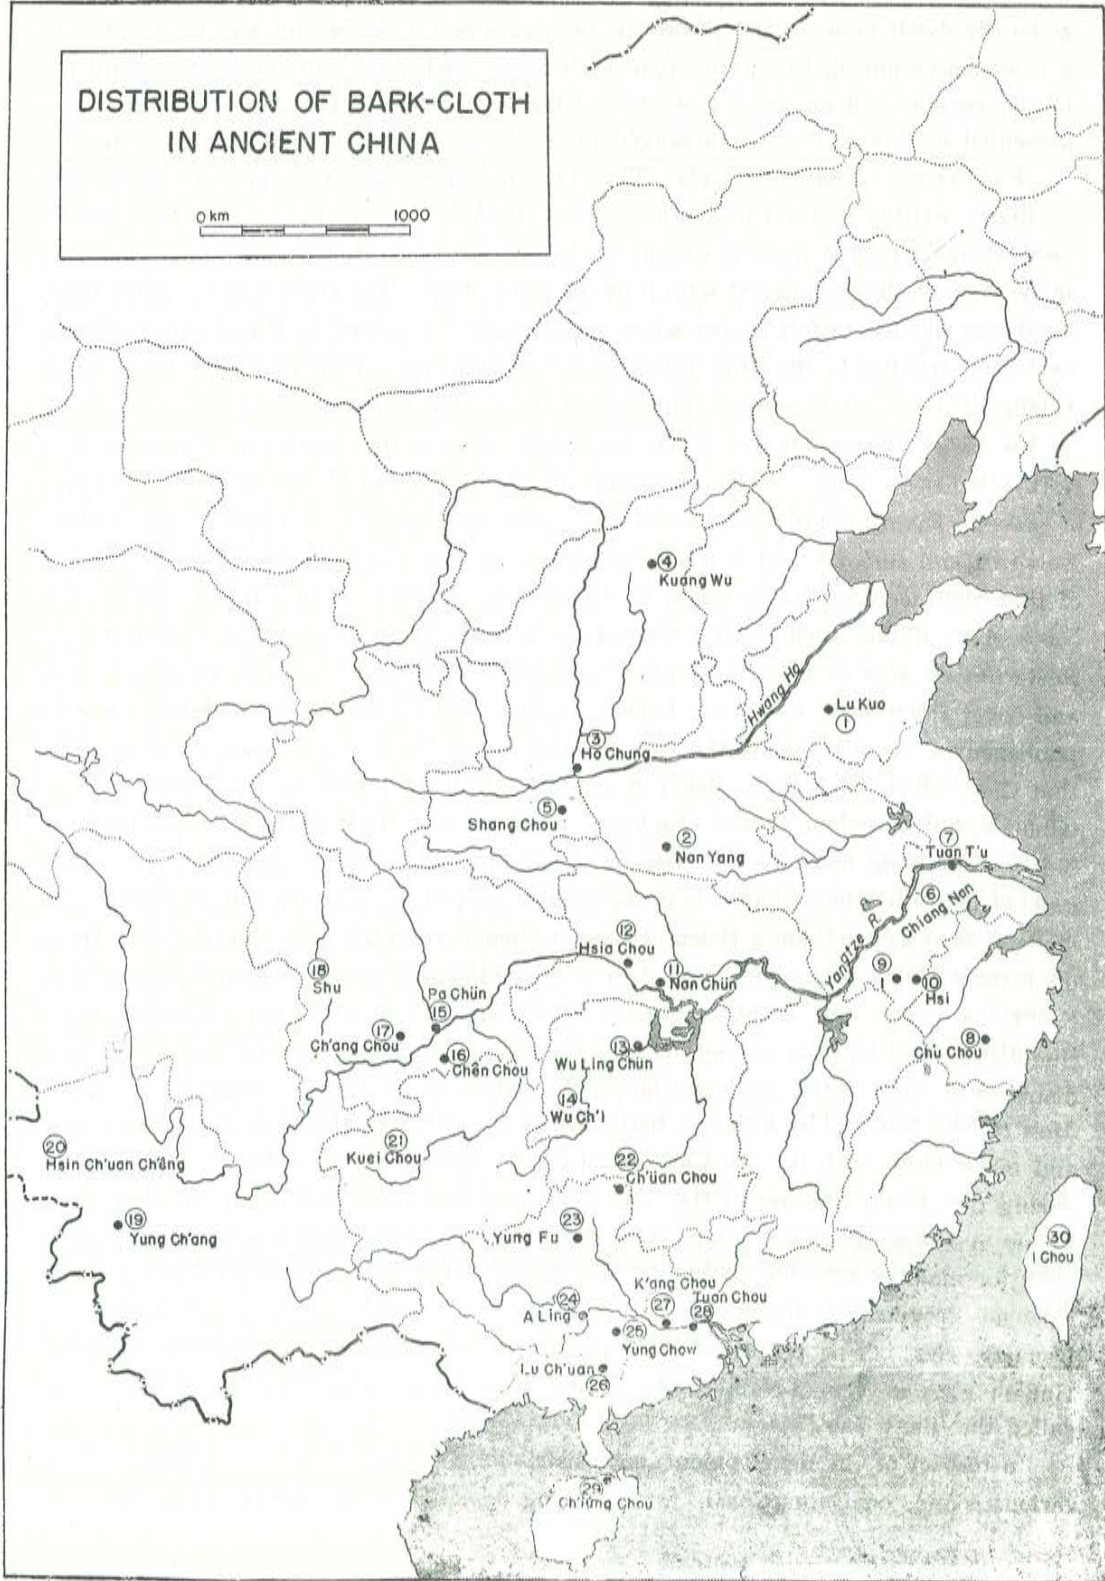 DISTRIBUTION OF BARK-CLOTH
IN ANCIENT CHINA
0 km 1000
④
Kuang Wu
Hwang Ho
Lu Kuo
①
③
Ho Chung
⑤
Shang Chou
②
Nan Yang
⑦
Tuan T'u
⑥
Chiang Nan
Yangtze R.
⑫
Hsia Chou
⑪
Nan Chün
⑨
I
⑩
Hsi
⑱
Shu
Pa Chün
⑮
⑰
Ch'ang Chou
⑯
Chên Chou
⑬
Wu Ling Chün
⑧
Chu Chou
⑭
Wu Ch'i
⑳
Hsin Ch'uan Chêng
㉑
Kuei Chou
㉒
Ch'üan Chou
⑲
Yung Ch'ang
㉓
Yung Fu
㉚
I Chou
K'ang Chou
Tuan Chou
㉔
A Ling
㉗
㉘
㉕
Yung Chow
Lu Ch'uan
㉖
㉙
Ch'iung Chou